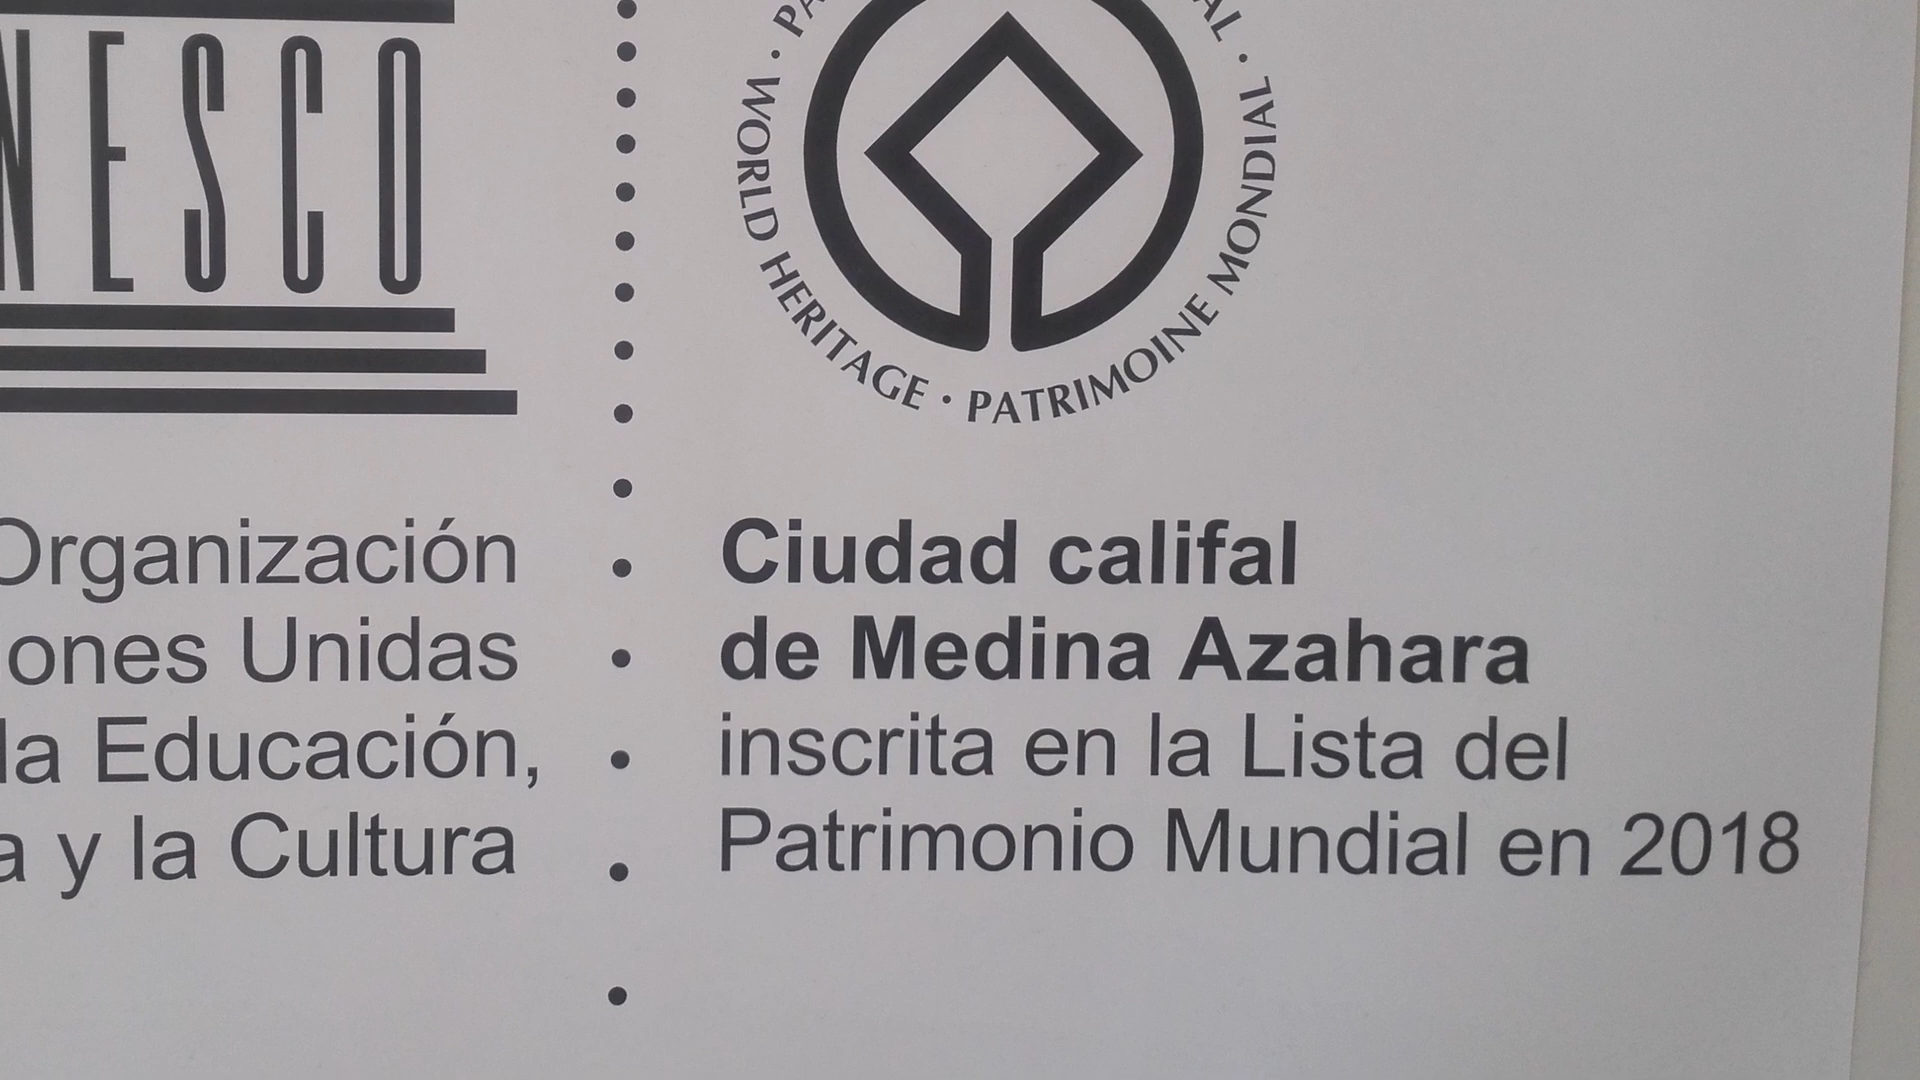 NESCO
Organización
Unidas
la Educación,
y la Cultura
WORLD HERITAGE • PATRIMOINE MONDIAL •
Ciudad califal
de Medina Azahara
inscrita en la Lista del
Patrimonio Mundial en 2018